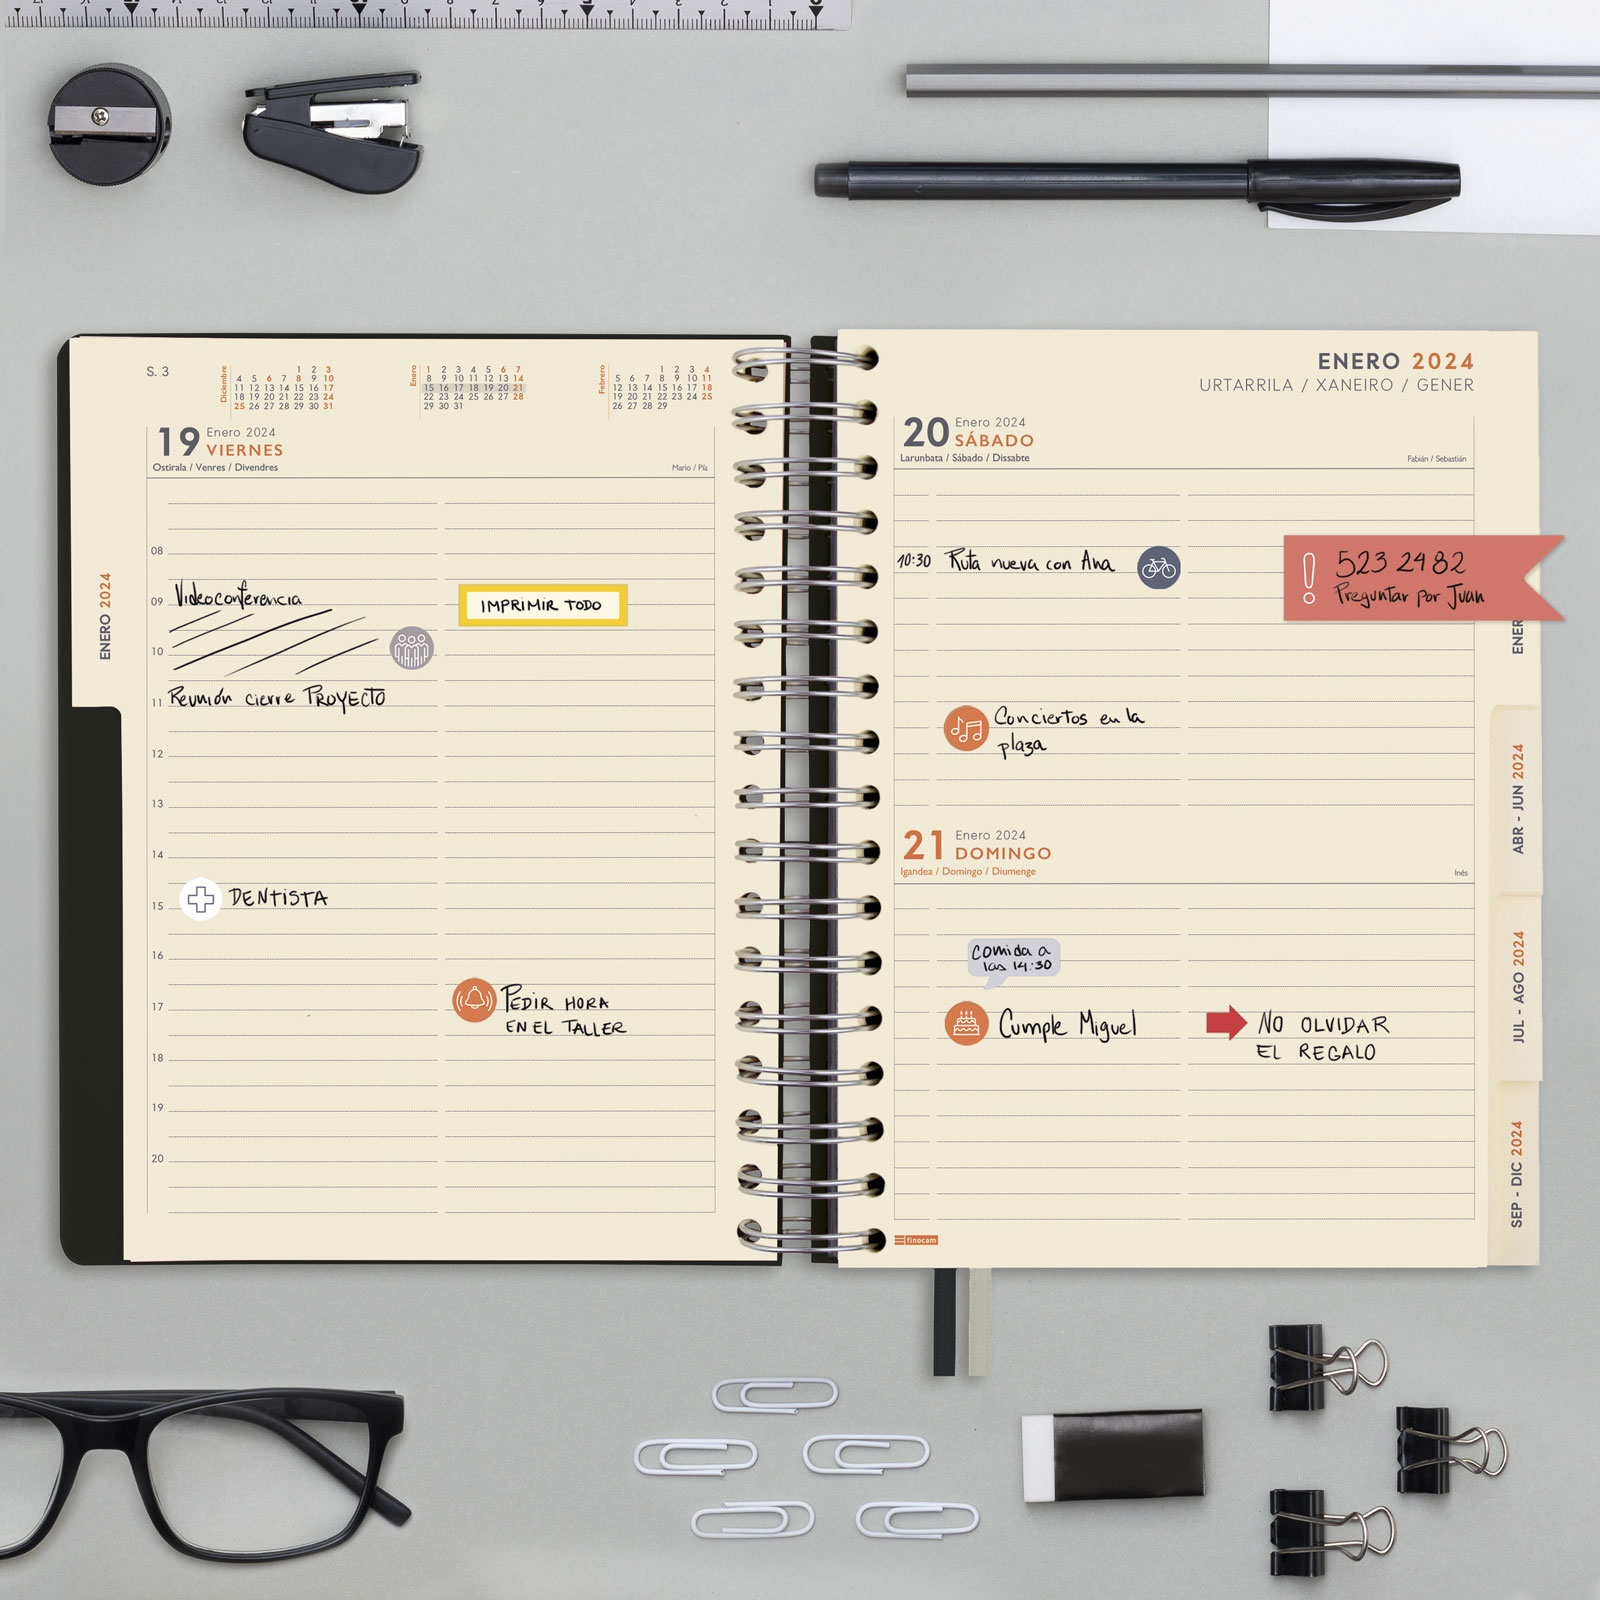 S. 3
Diciembre
1 2 3
4 5 6 7 8 9 10
11 12 13 14 15 16 17
18 19 20 21 22 23 24
25 26 27 28 29 30 31
Enero
1 2 3 4 5 6 7
8 9 10 11 12 13 14
15 16 17 18 19 20 21
22 23 24 25 26 27 28
29 30 31
Febrero
1 2 3 4
5 6 7 8 9 10 11
12 13 14 15 16 17 18
19 20 21 22 23 24 25
26 27 28 29
19 Enero 2024
VIERNES
Ostirala / Venres / Divendres
Mario / Pía
ENERO 2024
08
09 Videoconferencia
IMPRIMIR TODO
10
11 Reunión cierre PROYECTO
12
13
14
15 DENTISTA
16
17
PEDIR HORA
EN EL TALLER
18
19
20
ENERO 2024
URTARRILA / XANEIRO / GENER
20 Enero 2024
SÁBADO
Larunbata / Sábado / Dissabte
Fabián / Sebastián
10:30 Ruta nueva con Ana
523 2482
Preguntar por Juan
ENER
Conciertos en la
plaza
21 Enero 2024
DOMINGO
Igandea / Domingo / Diumenge
Inés
Comida a
las 14:30
Cumple Miguel
NO OLVIDAR
EL REGALO
finocam
ABR - JUN 2024
JUL - AGO 2024
SEP - DIC 2024